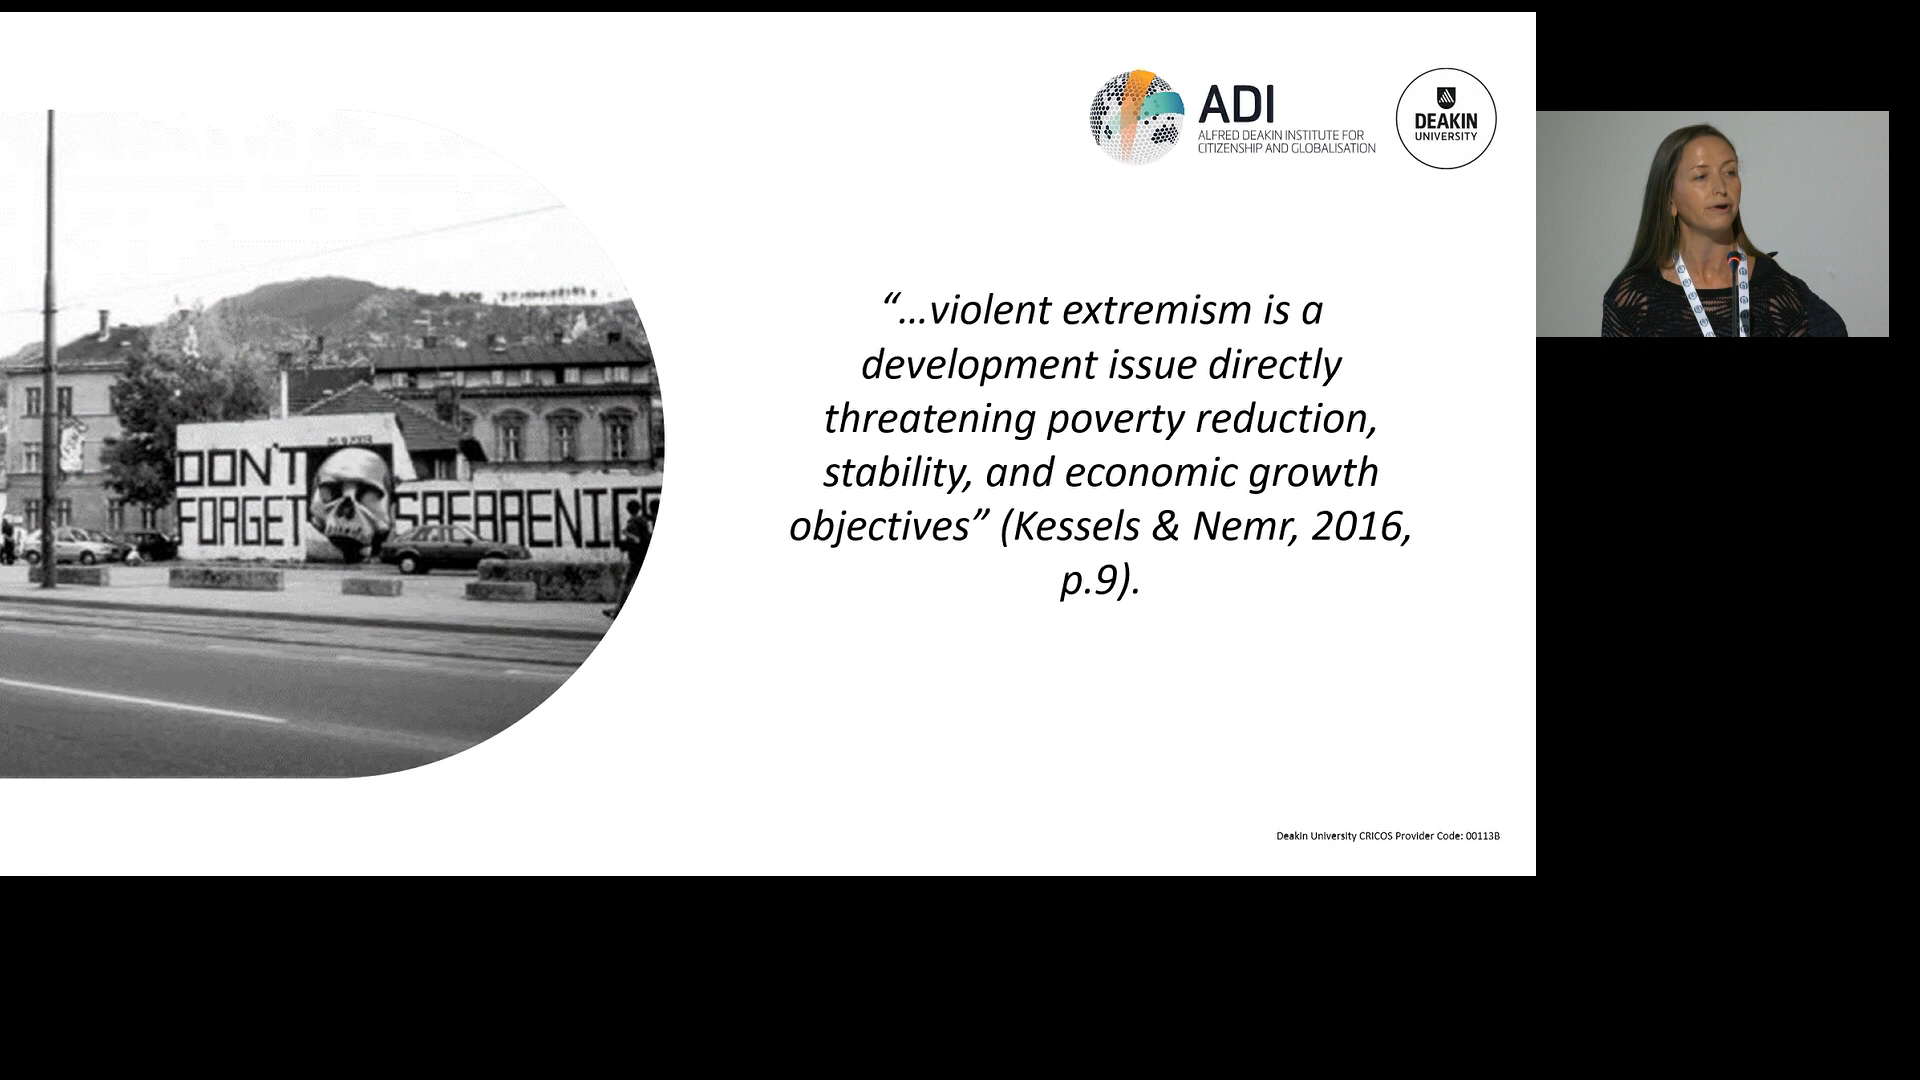 ADI
ALFRED DEAKIN INSTITUTE FOR
CITIZENSHIP AND GLOBALISATION
DEAKIN
UNIVERSITY
“...violent extremism is a
development issue directly
threatening poverty reduction,
stability, and economic growth
objectives” (Kessels & Nemr, 2016,
p.9).
DON'T
FORGET
SREBRENIC
Deakin University CRICOS Provider Code: 00113B